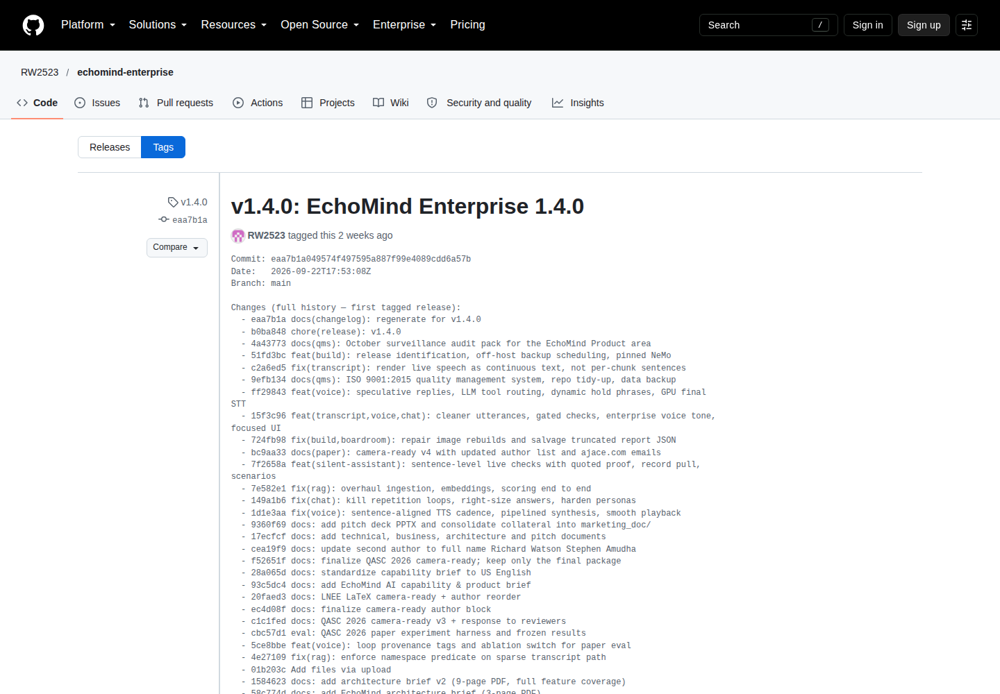 Platform
Solutions
Resources
Open Source
Enterprise
Pricing
Search
/
Sign in
Sign up
RW2523 / echomind-enterprise
Code
Issues
Pull requests
Actions
Projects
Wiki
Security and quality
Insights
Releases
Tags
v1.4.0
eaa7b1a
Compare
v1.4.0: EchoMind Enterprise 1.4.0
RW2523 tagged this 2 weeks ago
Commit: eaa7b1a049574f497595a887f99e4089cdd6a57b
Date:   2026-09-22T17:53:08Z
Branch: main
Changes (full history — first tagged release):
- eaa7b1a docs(changelog): regenerate for v1.4.0
- b0ba848 chore(release): v1.4.0
- 4a43773 docs(qms): October surveillance audit pack for the EchoMind Product area
- 51fd3bc feat(build): release identification, off-host backup scheduling, pinned NeMo
- c2a6ed5 fix(transcript): render live speech as continuous text, not per-chunk sentences
- 9efb134 docs(qms): ISO 9001:2015 quality management system, repo tidy-up, data backup
- ff29843 feat(voice): speculative replies, LLM tool routing, dynamic hold phrases, GPU final
STT
- 15f3c96 feat(transcript,voice,chat): cleaner utterances, gated checks, enterprise voice tone,
focused UI
- 724fb98 fix(build,boardroom): repair image rebuilds and salvage truncated report JSON
- bc9aa33 docs(paper): camera-ready v4 with updated author list and ajace.com emails
- 7f2658a feat(silent-assistant): sentence-level live checks with quoted proof, record pull,
scenarios
- 7e582e1 fix(rag): overhaul ingestion, embeddings, scoring end to end
- 149a1b6 fix(chat): kill repetition loops, right-size answers, harden personas
- 1d1e3aa fix(voice): sentence-aligned TTS cadence, pipelined synthesis, smooth playback
- 9360f69 docs: add pitch deck PPTX and consolidate collateral into marketing_doc/
- 17ecfcf docs: add technical, business, architecture and pitch documents
- cea19f9 docs: update second author to full name Richard Watson Stephen Amudha
- f52651f docs: finalize QASC 2026 camera-ready; keep only the final package
- 28a065d docs: standardize capability brief to US English
- 93c5dc4 docs: add EchoMind AI capability & product brief
- 20faed3 docs: LNEE LaTeX camera-ready + author reorder
- ec4d08f docs: finalize camera-ready author block
- c1c1fed docs: QASC 2026 camera-ready v3 + response to reviewers
- cbc57d1 eval: QASC 2026 paper experiment harness and frozen results
- 5ce8bbe feat(voice): loop provenance tags and ablation switch for paper eval
- 4e27109 fix(rag): enforce namespace predicate on sparse transcript path
- 01b203c Add files via upload
- 1584623 docs: add architecture brief v2 (9-page PDF, full feature coverage)
- 58c774d docs: add EchoMind architecture brief (3-page PDF)